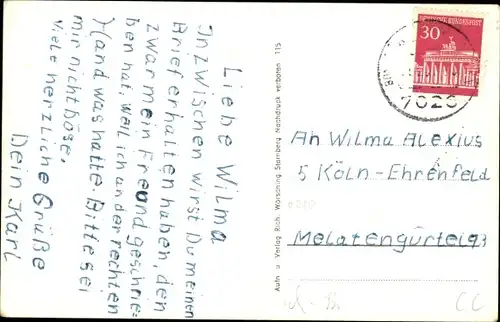 Liebe Wilma
Inzwischen wirst Du meinen
Brief erhalten haben, den
zwar mein Freund geschrie-
ben hat, weil ich an der rechten
Hand was hatte. Bitte sei
mir nicht böse.
Viele herzliche Grüße
Dein Karl
Aufn. u. Verlag Rich. Wörsching Starnberg Nachdruck verboten 115
DEUTSCHE BUNDESPOST
30
7026
An Wilma Alexius
5 Köln-Ehrenfeld
Melatengürtel 93
CC